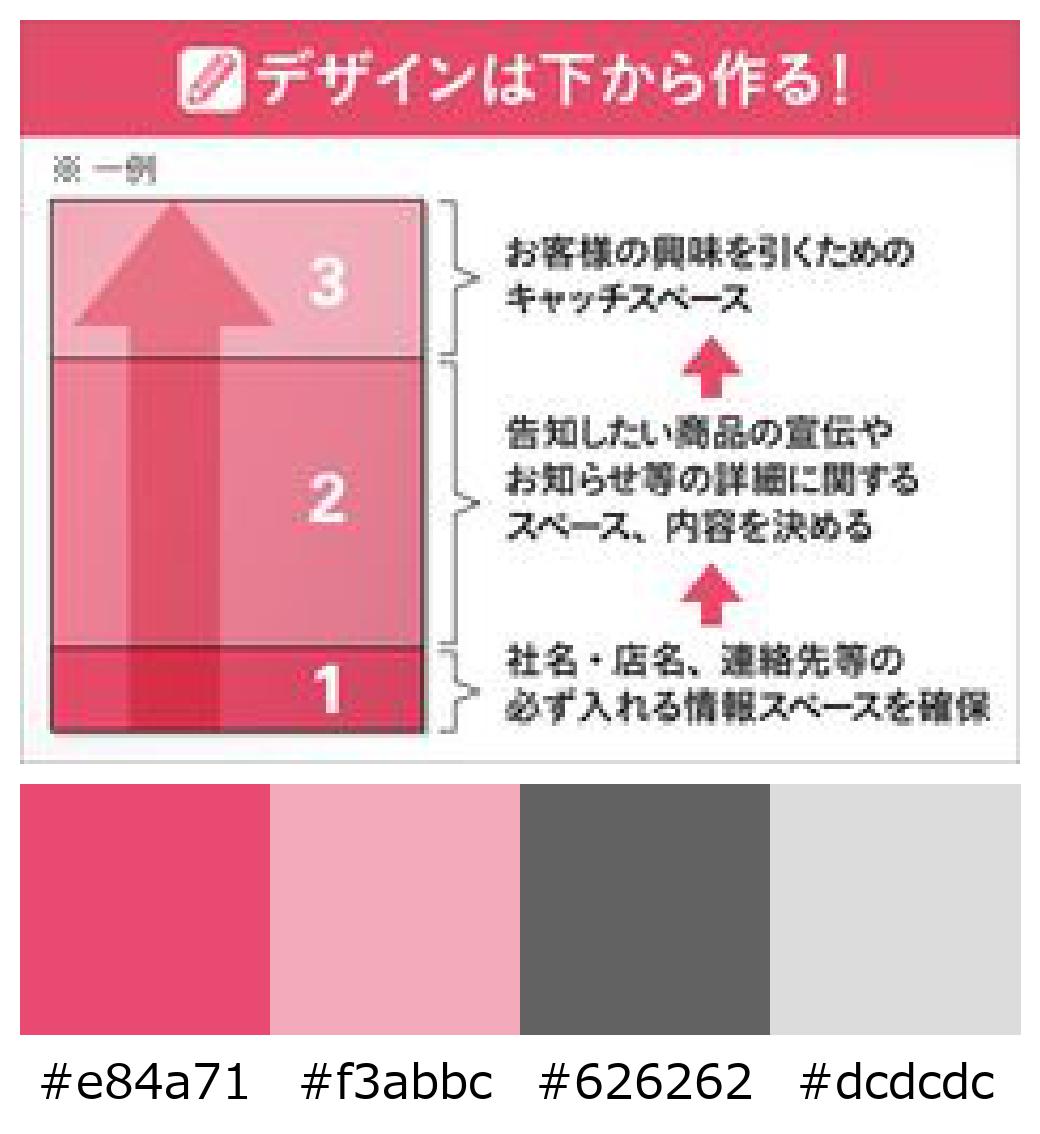 デザインは下から作る！
※ 一例
3
お客様の興味を引くための
キャッチスペース
2
告知したい商品の宣伝や
お知らせ等の詳細に関する
スペース、内容を決める
1
社名・店名、連絡先等の
必ず入れる情報スペースを確保
#e84a71 #f3abbc #626262 #dcdcdc